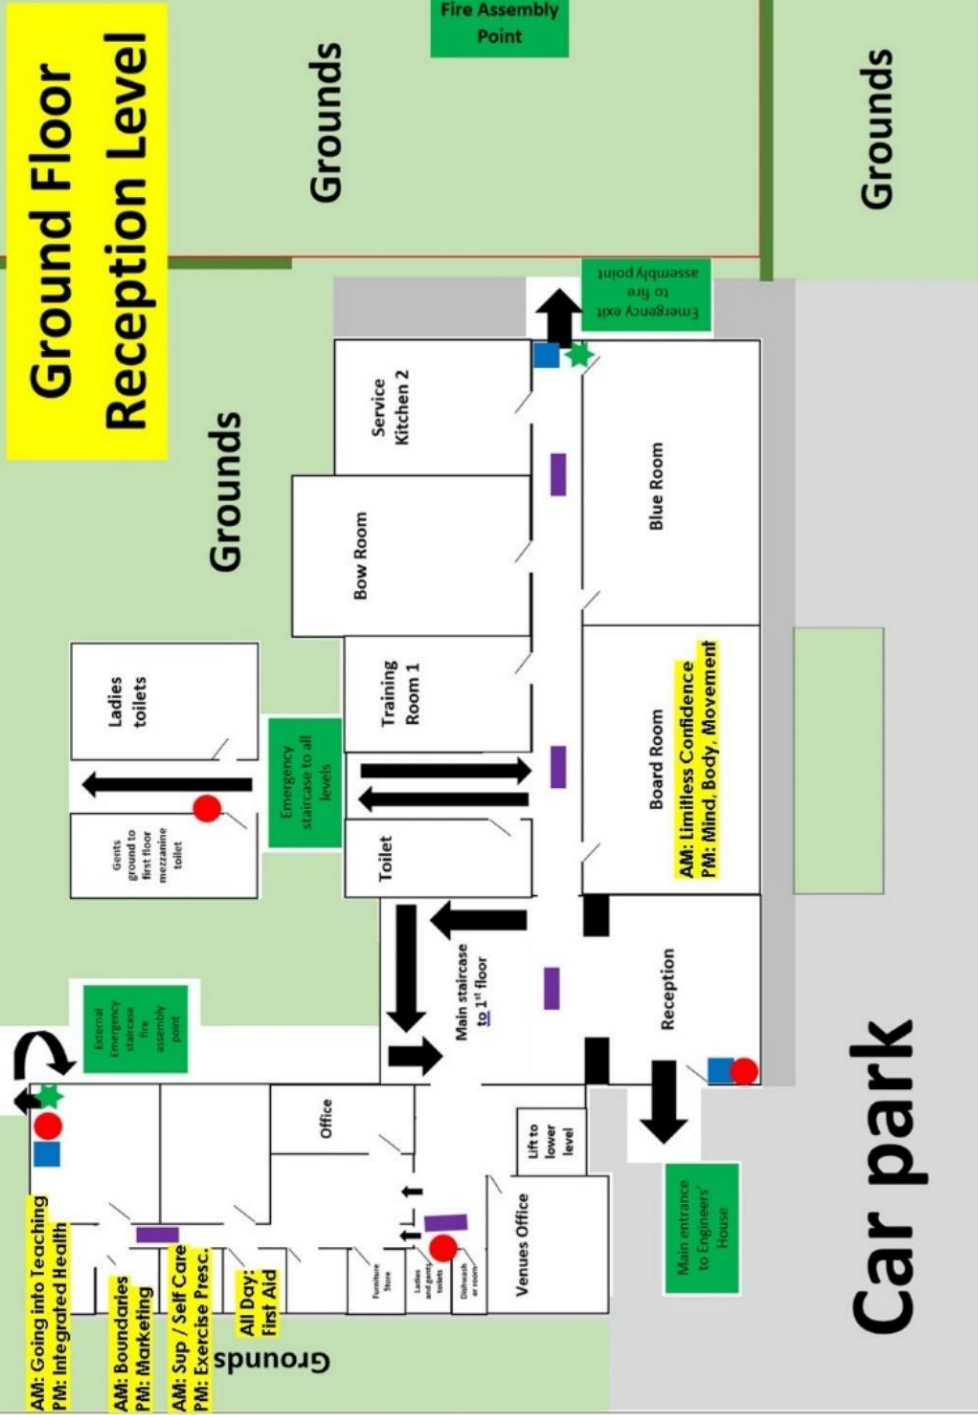 Ground Floor
Reception Level
Fire Assembly
Point
Grounds
Grounds
Grounds
Emergency exit
to fire
assembly point
Service
Kitchen 2
Bow Room
Blue Room
Training
Room 1
Ladies
toilets
Emergency
staircase to all
levels
Gents
ground to
first floor
mezzanine
toilet
Toilet
Board Room
AM: Limitless Confidence
PM: Mind, Body, Movement
Main staircase
to 1st floor
Reception
External
Emergency
staircase
fire
assembly
point
Office
Lift to
lower
level
Venues Office
Furniture
Store
Ladies
and gents
toilets
Dishwash
er room
Main entrance
to Engineers'
House
AM: Going into Teaching
PM: Integrated Health
AM: Boundaries
PM: Marketing
AM: Sup / Self Care
PM: Exercise Presc.
All Day:
First Aid
Grounds
Car park